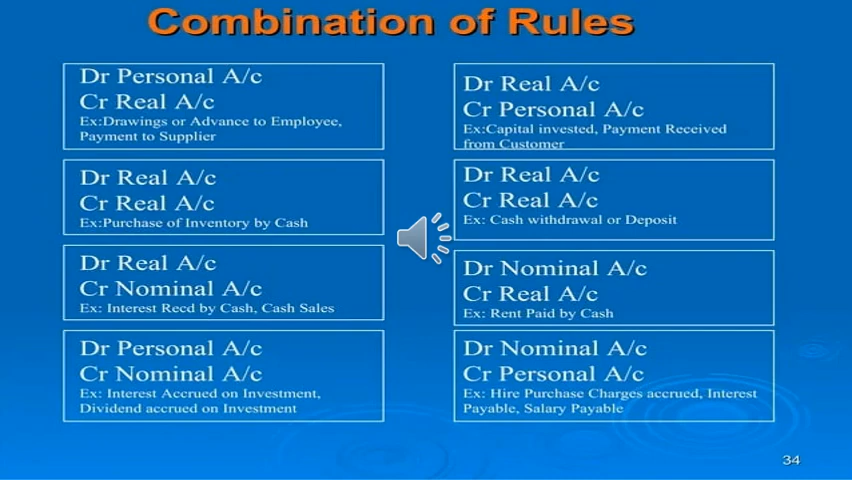 Combination of Rules
Dr Personal A/c
Cr Real A/c
Ex:Drawings or Advance to Employee,
Payment to Supplier
Dr Real A/c
Cr Personal A/c
Ex:Capital invested, Payment Received
from Customer
Dr Real A/c
Cr Real A/c
Ex:Purchase of Inventory by Cash
Dr Real A/c
Cr Real A/c
Ex: Cash withdrawal or Deposit
Dr Real A/c
Cr Nominal A/c
Ex: Interest Recd by Cash, Cash Sales
Dr Nominal A/c
Cr Real A/c
Ex: Rent Paid by Cash
Dr Personal A/c
Cr Nominal A/c
Ex: Interest Accrued on Investment,
Dividend accrued on Investment
Dr Nominal A/c
Cr Personal A/c
Ex: Hire Purchase Charges accrued, Interest
Payable, Salary Payable
34